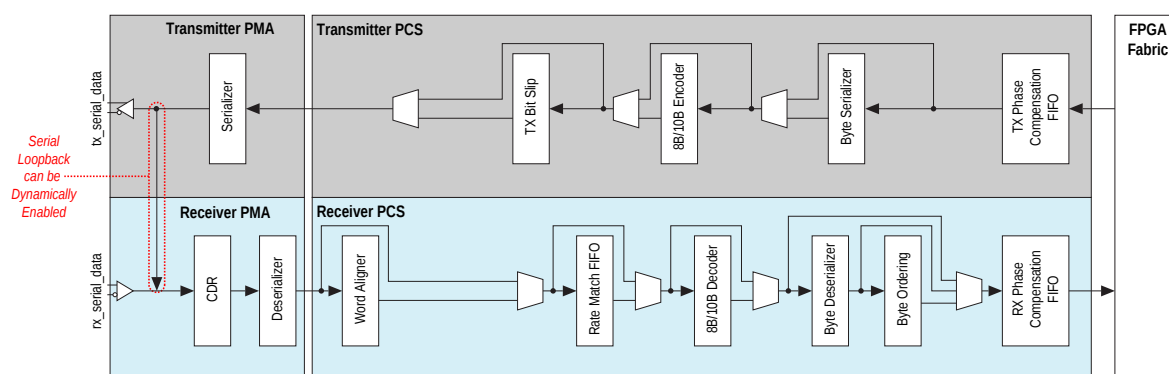 Transmitter PMA
Transmitter PCS
FPGA
Fabric
tx_serial_data
Serializer
TX Bit Slip
8B/10B Encoder
Byte Serializer
TX Phase
Compensation
FIFO
Serial
Loopback
can be
Dynamically
Enabled
Receiver PMA
Receiver PCS
rx_serial_data
CDR
Deserializer
Word Aligner
Rate Match FIFO
8B/10B Decoder
Byte Deserializer
Byte Ordering
RX Phase
Compensation
FIFO